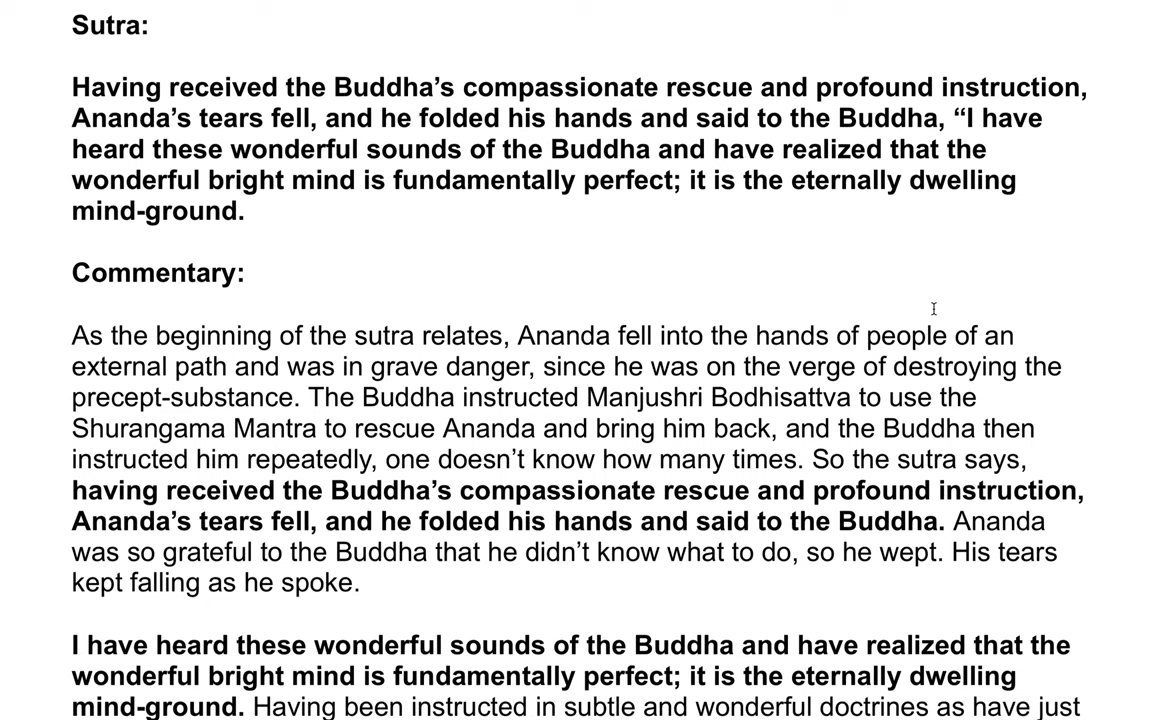 Sutra:
Having received the Buddha’s compassionate rescue and profound instruction,
Ananda’s tears fell, and he folded his hands and said to the Buddha, “I have
heard these wonderful sounds of the Buddha and have realized that the
wonderful bright mind is fundamentally perfect; it is the eternally dwelling
mind-ground.
Commentary:
As the beginning of the sutra relates, Ananda fell into the hands of people of an
external path and was in grave danger, since he was on the verge of destroying the
precept-substance. The Buddha instructed Manjushri Bodhisattva to use the
Shurangama Mantra to rescue Ananda and bring him back, and the Buddha then
instructed him repeatedly, one doesn’t know how many times. So the sutra says,
having received the Buddha’s compassionate rescue and profound instruction,
Ananda’s tears fell, and he folded his hands and said to the Buddha. Ananda
was so grateful to the Buddha that he didn’t know what to do, so he wept. His tears
kept falling as he spoke.
I have heard these wonderful sounds of the Buddha and have realized that the
wonderful bright mind is fundamentally perfect; it is the eternally dwelling
mind-ground. Having been instructed in subtle and wonderful doctrines as have just